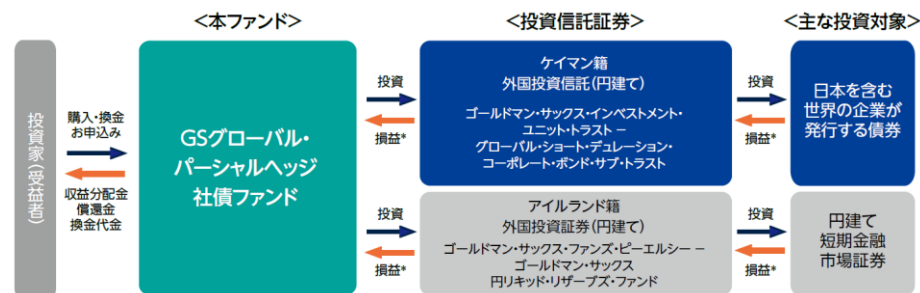 <本ファンド>
<投資信託証券>
<主な投資対象>
投資家(受益者)
購入・換金
お申込み
収益分配金
償還金
換金代金
GSグローバル・
パーシャルヘッジ
社債ファンド
投資
損益*
ケイマン籍
外国投資信託(円建て)
ゴールドマン・サックス・インベストメント・
ユニット・トラスト −
グローバル・ショート・デュレーション・
コーポレート・ボンド・サブ・トラスト
投資
損益*
日本を含む
世界の企業が
発行する債券
投資
損益*
アイルランド籍
外国投資証券(円建て)
ゴールドマン・サックス・ファンズ・ピーエルシー −
ゴールドマン・サックス
円リキッド・リザーブズ・ファンド
投資
損益*
円建て
短期金融
市場証券